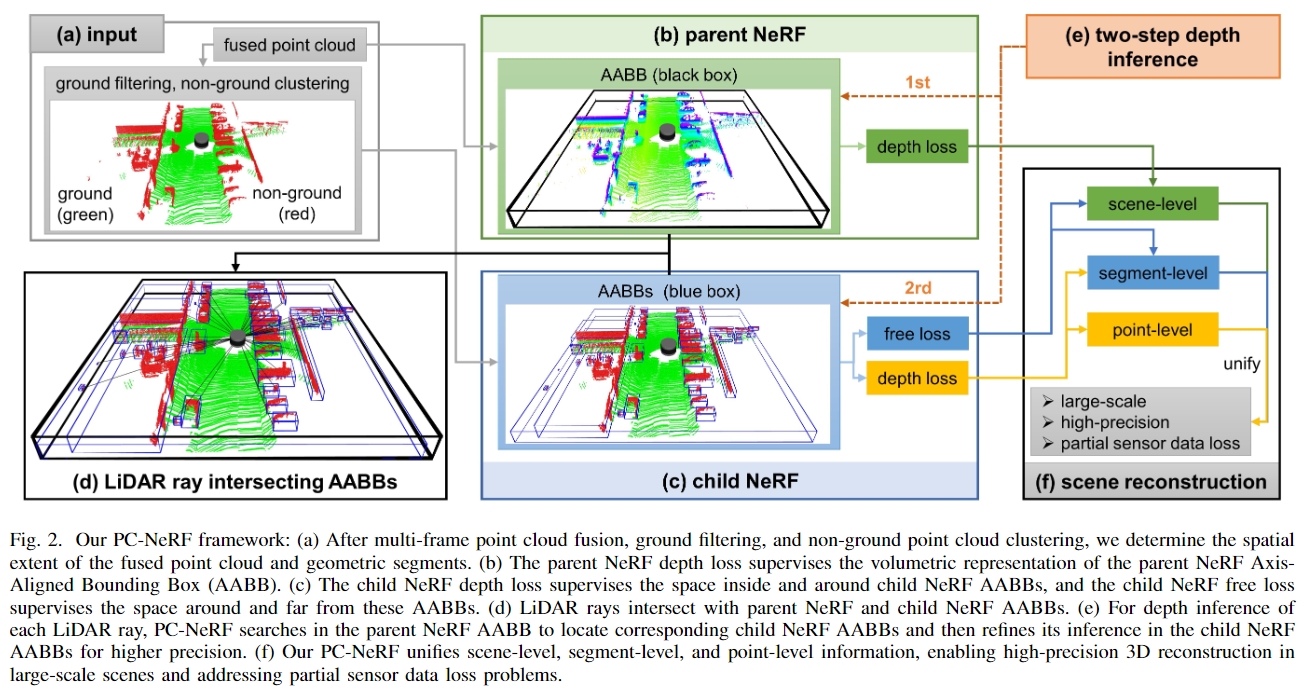 (a) input
fused point cloud
ground filtering, non-ground clustering
ground
(green)
non-ground
(red)
(b) parent NeRF
AABB (black box)
depth loss
1st
(e) two-step depth
inference
(d) LiDAR ray intersecting AABBs
AABBs (blue box)
2rd
free loss
depth loss
(c) child NeRF
scene-level
segment-level
point-level
unify
➢ large-scale
➢ high-precision
➢ partial sensor data loss
(f) scene reconstruction
Fig. 2. Our PC-NeRF framework: (a) After multi-frame point cloud fusion, ground filtering, and non-ground point cloud clustering, we determine the spatial
extent of the fused point cloud and geometric segments. (b) The parent NeRF depth loss supervises the volumetric representation of the parent NeRF Axis-
Aligned Bounding Box (AABB). (c) The child NeRF depth loss supervises the space inside and around child NeRF AABBs, and the child NeRF free loss
supervises the space around and far from these AABBs. (d) LiDAR rays intersect with parent NeRF and child NeRF AABBs. (e) For depth inference of
each LiDAR ray, PC-NeRF searches in the parent NeRF AABB to locate corresponding child NeRF AABBs and then refines its inference in the child NeRF
AABBs for higher precision. (f) Our PC-NeRF unifies scene-level, segment-level, and point-level information, enabling high-precision 3D reconstruction in
large-scale scenes and addressing partial sensor data loss problems.